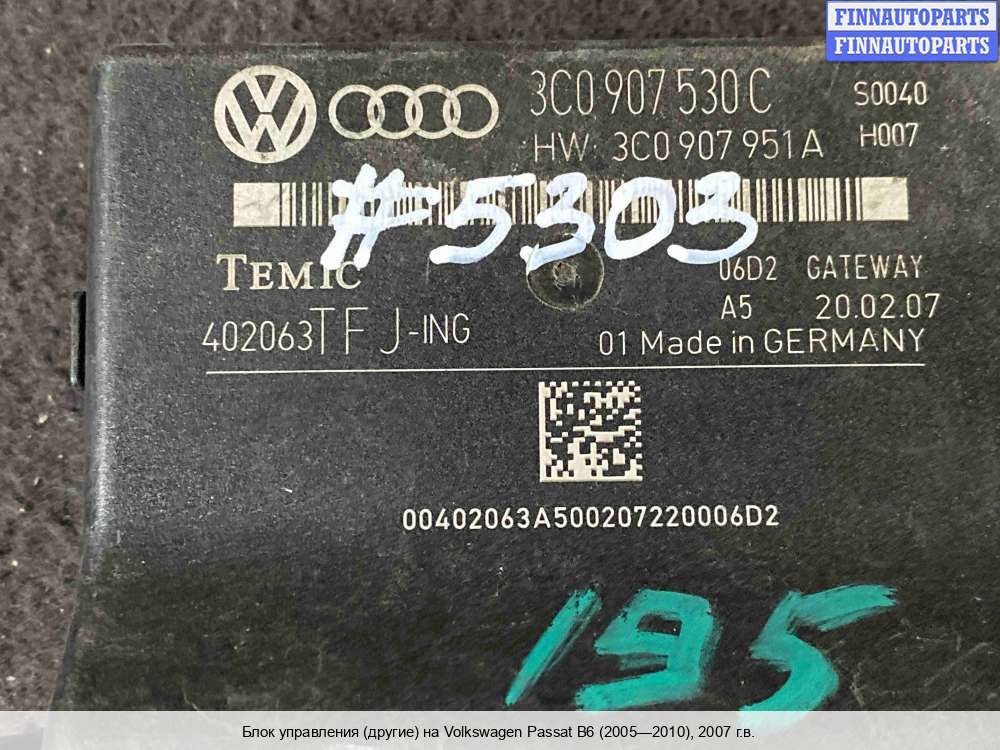 FINNAUTOPARTS
FINNAUTOPARTS
3C0 907 530 C S0040
HW: 3C0 907 951 A H007
#5303
TEMIC 06D2 GATEWAY
A5 20.02.07
402063TFJ-ING 01 Made in GERMANY
00402063A500207220006D2
195
Блок управления (другие) на Volkswagen Passat B6 (2005—2010), 2007 г.в.